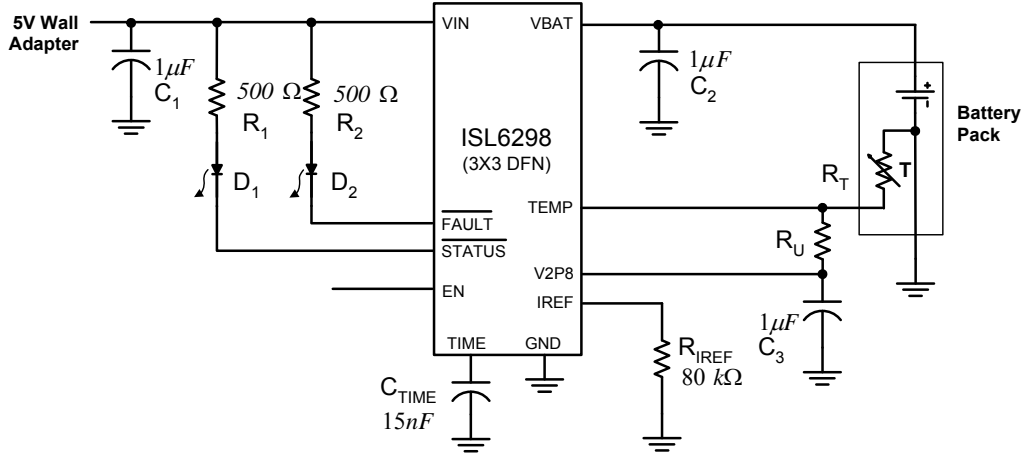 5V Wall
Adapter
VIN
VBAT
1μF
C1
500 Ω
R1
500 Ω
R2
1μF
C2
+
Battery
Pack
ISL6298
(3X3 DFN)
D1
D2
RT
T
TEMP
FAULT
RU
STATUS
V2P8
EN
IREF
1μF
C3
TIME
GND
RIREF
80 kΩ
CTIME
15nF